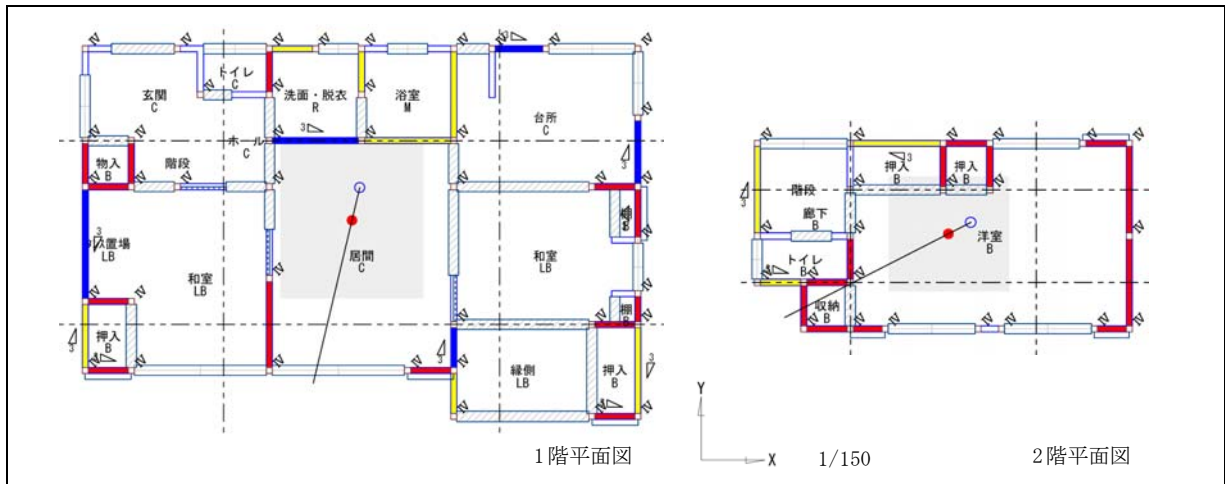 トイレ
C
玄関
C
洗面・脱衣
R
浴室
M
台所
C
ホール
C
物入
B
階段
居間
C
和室
LB
和室
LB
置場
LB
押入
B
棚
B
縁側
LB
押入
B
1階平面図
階段
押入
B
押入
B
廊下
B
洋室
B
トイレ
B
収納
B
Y
X
1/150
2階平面図